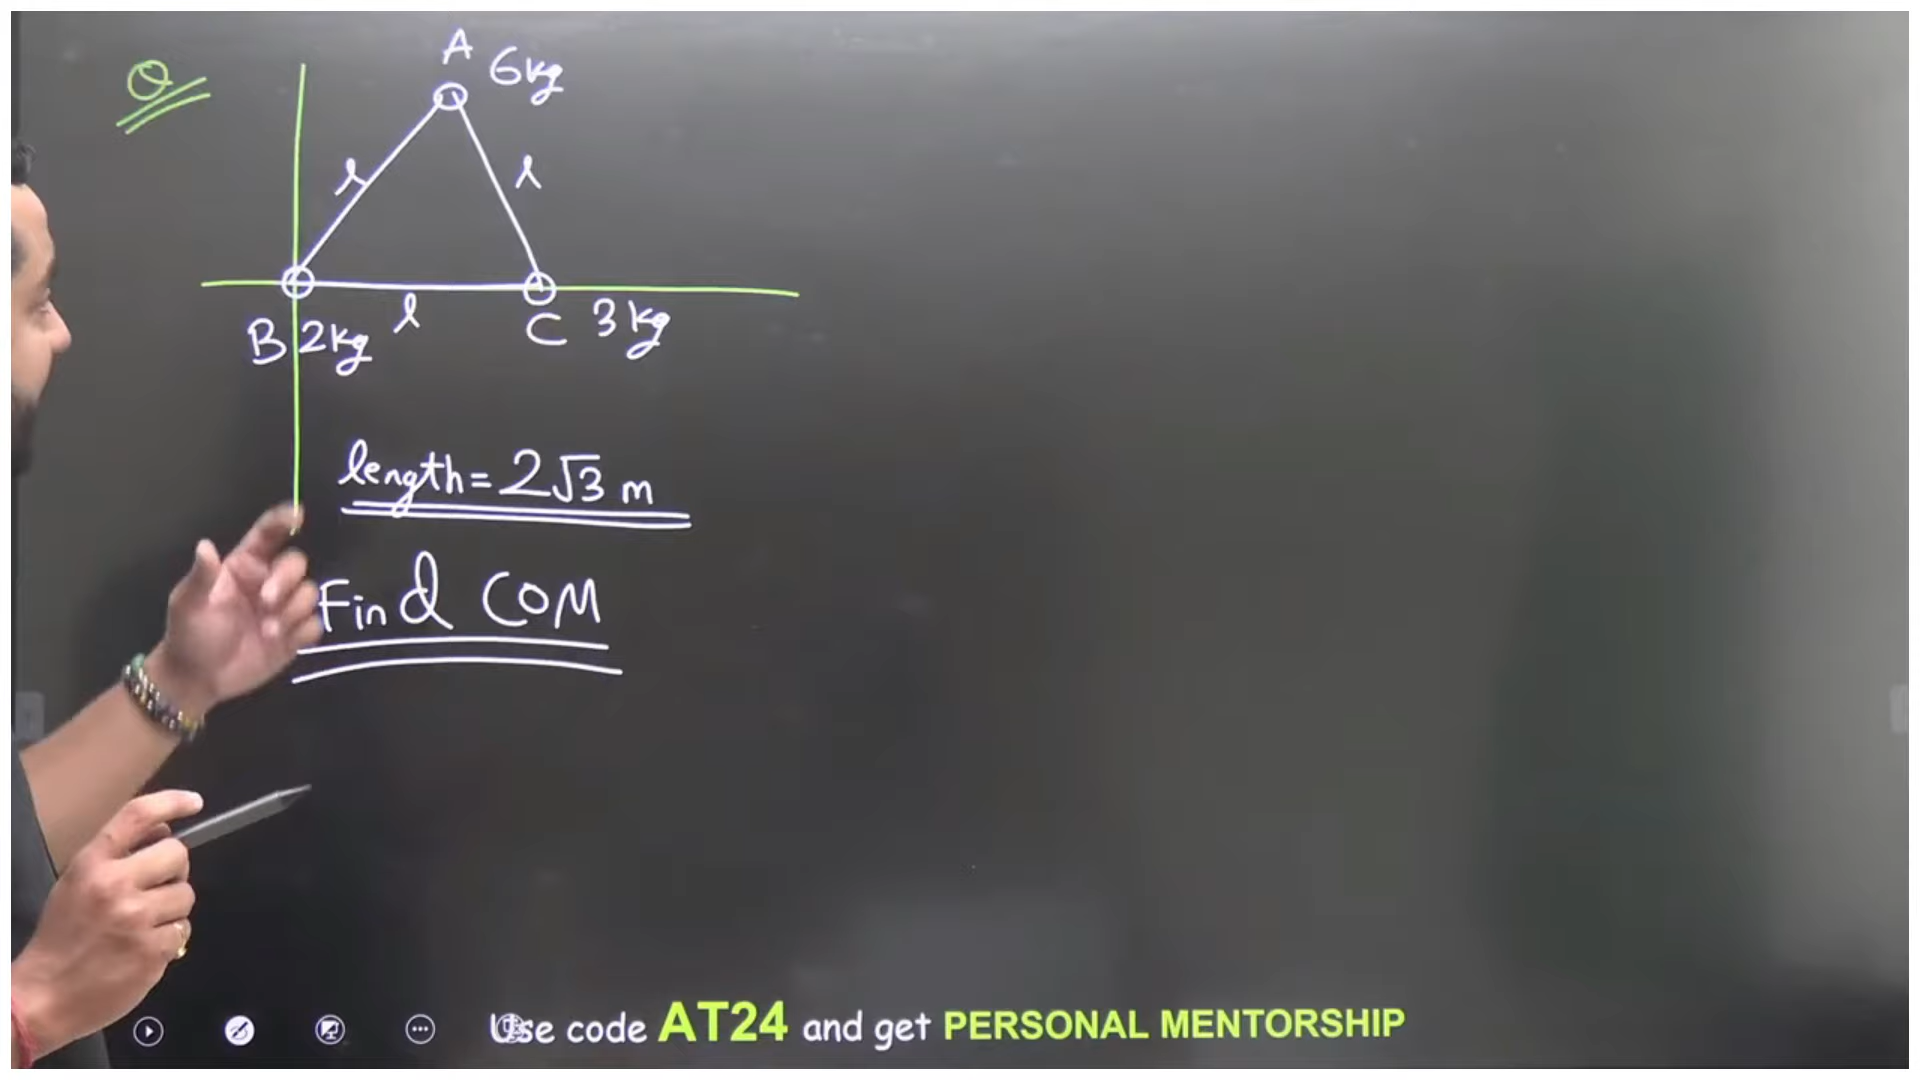 Q
A 6kg
l l
B 2kg l C 3kg
length = 2√3 m
Find COM
Use code AT24 and get PERSONAL MENTORSHIP